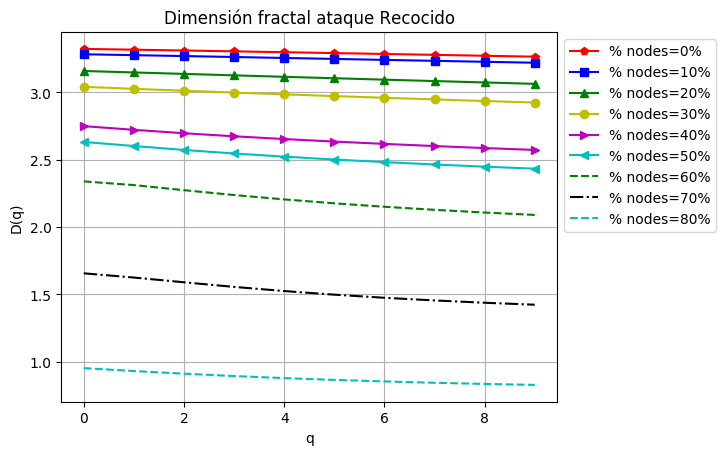 Dimensión fractal ataque Recocido
D(q)
3.0
2.5
2.0
1.5
1.0
0
2
4
6
8
q
% nodes=0%
% nodes=10%
% nodes=20%
% nodes=30%
% nodes=40%
% nodes=50%
% nodes=60%
% nodes=70%
% nodes=80%